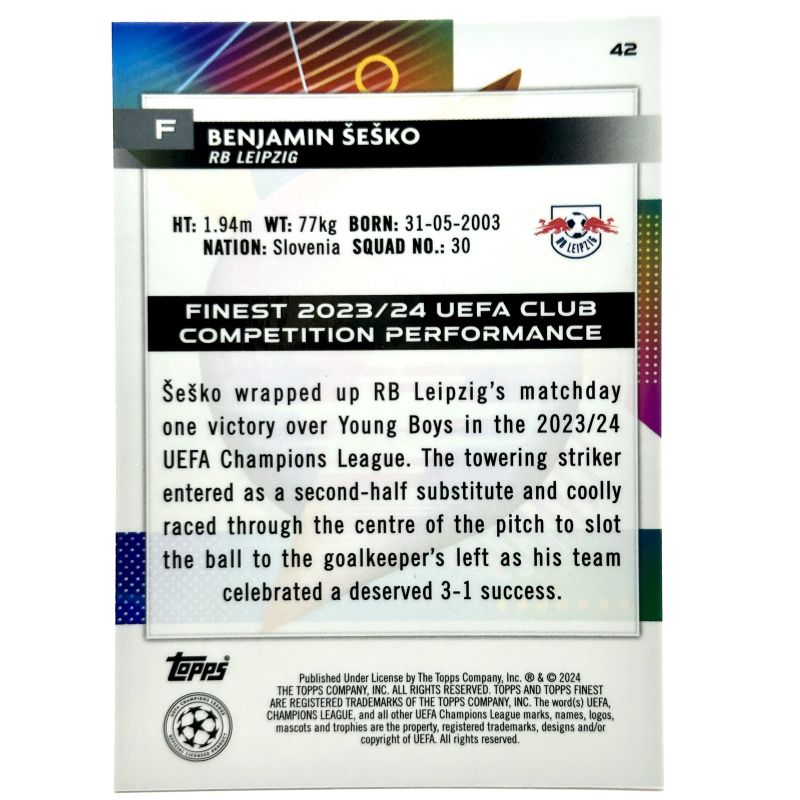 42
F
BENJAMIN ŠEŠKO
RB LEIPZIG
HT: 1.94m WT: 77kg BORN: 31-05-2003
NATION: Slovenia SQUAD NO.: 30
RB LEIPZIG
FINEST 2023/24 UEFA CLUB
COMPETITION PERFORMANCE
Šeško wrapped up RB Leipzig's matchday
one victory over Young Boys in the 2023/24
UEFA Champions League. The towering striker
entered as a second-half substitute and coolly
raced through the centre of the pitch to slot
the ball to the goalkeeper's left as his team
celebrated a deserved 3-1 success.
topps®
UEFA CHAMPIONS LEAGUE
OFFICIAL LICENSED PRODUCT
Published Under License by The Topps Company, Inc. ® & © 2024
THE TOPPS COMPANY, INC. ALL RIGHTS RESERVED. TOPPS AND TOPPS FINEST
ARE REGISTERED TRADEMARKS OF THE TOPPS COMPANY, INC. The word(s) UEFA,
CHAMPIONS LEAGUE, and all other UEFA Champions League marks, names, logos,
mascots and trophies are the property, registered trademarks, designs and/or
copyright of UEFA. All rights reserved.